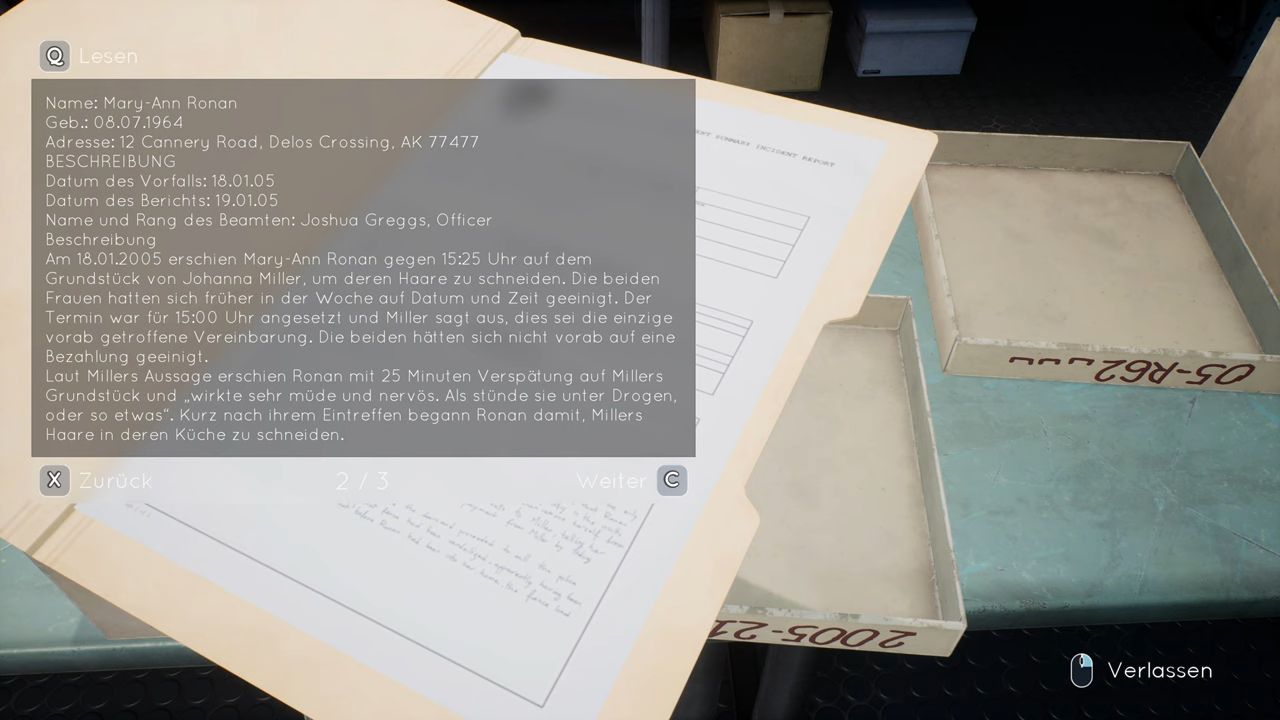 Q Lesen
Name: Mary-Ann Ronan
Geb.: 08.07.1964
Adresse: 12 Cannery Road, Delos Crossing, AK 77477
BESCHREIBUNG
Datum des Vorfalls: 18.01.05
Datum des Berichts: 19.01.05
Name und Rang des Beamten: Joshua Greggs, Officer
Beschreibung
Am 18.01.2005 erschien Mary-Ann Ronan gegen 15:25 Uhr auf dem
Grundstück von Johanna Miller, um deren Haare zu schneiden. Die beiden
Frauen hatten sich früher in der Woche auf Datum und Zeit geeinigt. Der
Termin war für 15:00 Uhr angesetzt und Miller sagt aus, dies sei die einzige
vorab getroffene Vereinbarung. Die beiden hätten sich nicht vorab auf eine
Bezahlung geeinigt.
Laut Millers Aussage erschien Ronan mit 25 Minuten Verspätung auf Millers
Grundstück und „wirkte sehr müde und nervös. Als stünde sie unter Drogen,
oder so etwas“. Kurz nach ihrem Eintreffen begann Ronan damit, Millers
Haare in deren Küche zu schneiden.
X Zurück 2 / 3 Weiter C
SUMMARY INCIDENT REPORT
05-R62
2005-21
Verlassen